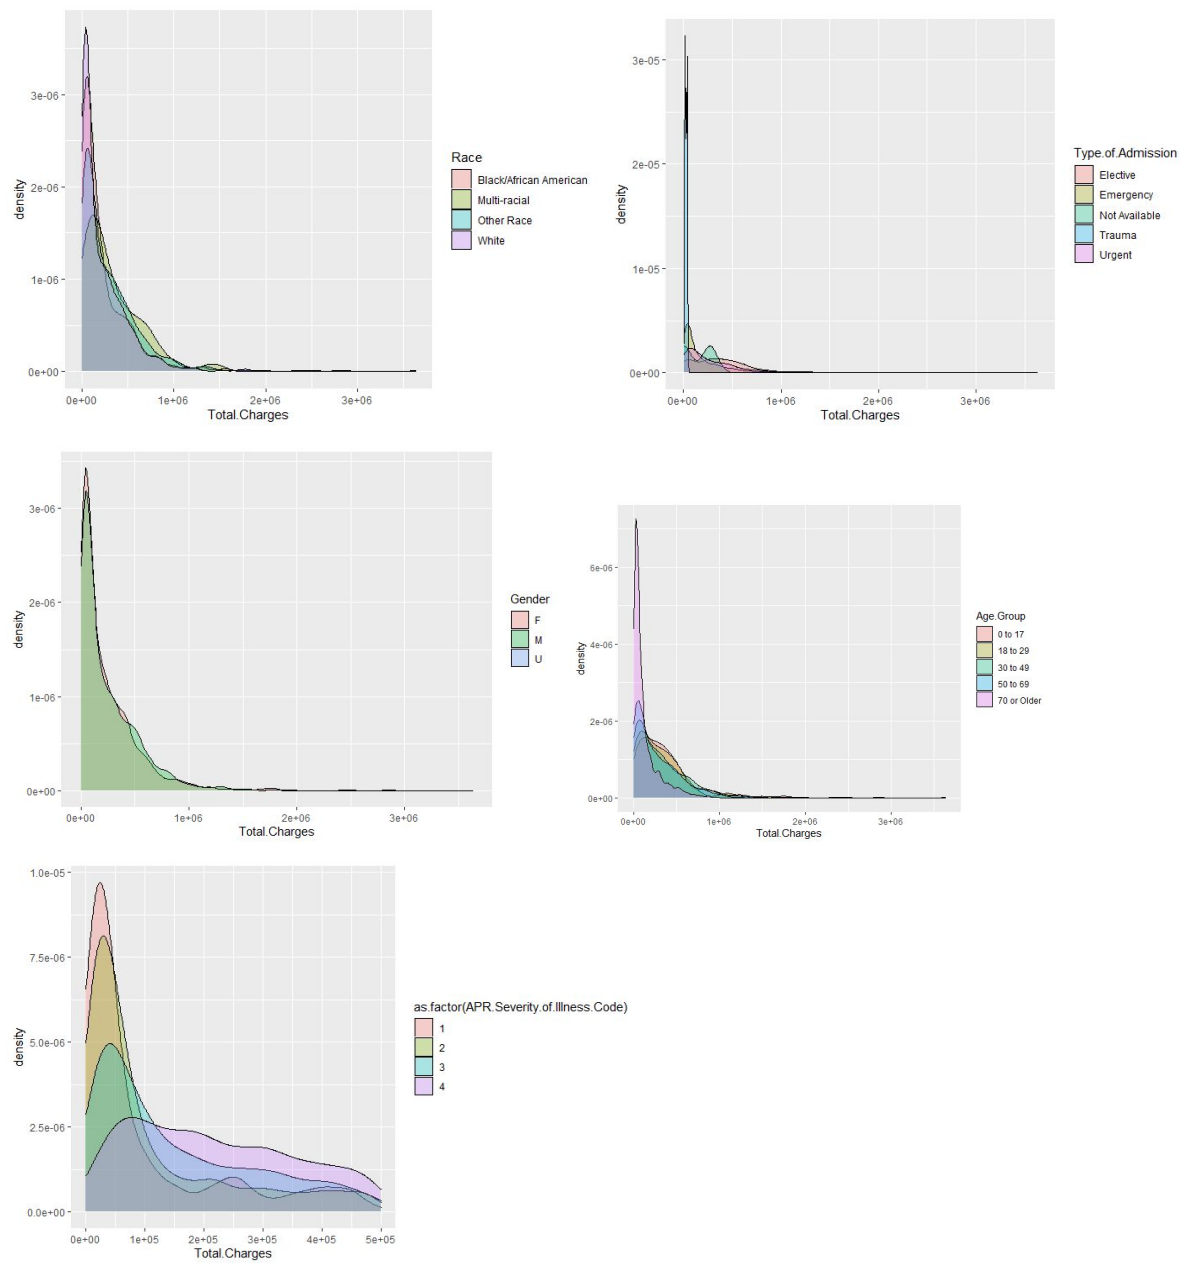 3e-06
2e-06
1e-06
0e+00
density
0e+00 1e+06 2e+06 3e+06
Total.Charges
Race
Black/African American
Multi-racial
Other Race
White
3e-05
2e-05
1e-05
0e+00
density
0e+00 1e+06 2e+06 3e+06
Total.Charges
Type.of.Admission
Elective
Emergency
Not Available
Trauma
Urgent
3e-06
2e-06
1e-06
0e+00
density
0e+00 1e+06 2e+06 3e+06
Total.Charges
Gender
F
M
U
6e-06
4e-06
2e-06
0e+00
density
0e+00 1e+06 2e+06 3e+06
Total.Charges
Age.Group
0 to 17
18 to 29
30 to 49
50 to 69
70 or Older
1.0e-05
7.5e-06
5.0e-06
2.5e-06
0.0e+00
density
0e+00 1e+05 2e+05 3e+05 4e+05 5e+05
Total.Charges
as.factor(APR.Severity.of.Illness.Code)
1
2
3
4